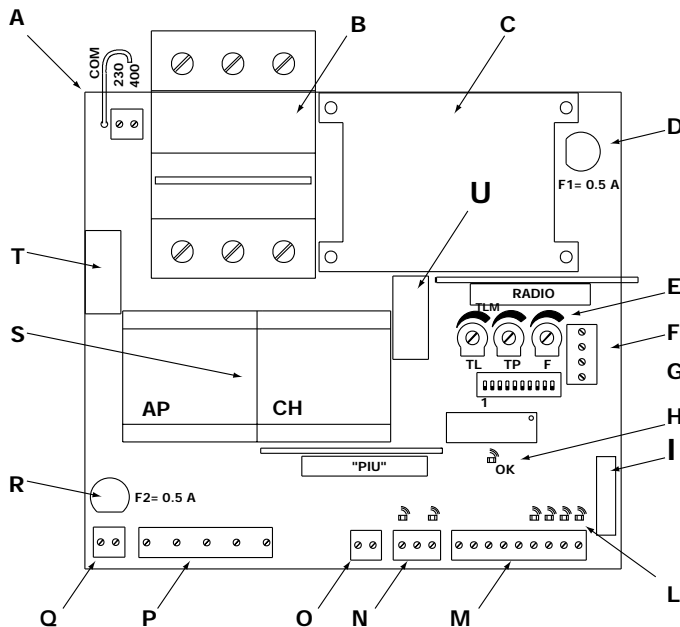 A
B
C
COM
230
400
D
F1= 0.5 A
U
T
RADIO
E
TLM
F
S
TL
TP
F
G
AP
CH
1
H
OK
I
"PIU"
R
F2= 0.5 A
L
Q
P
O
N
M